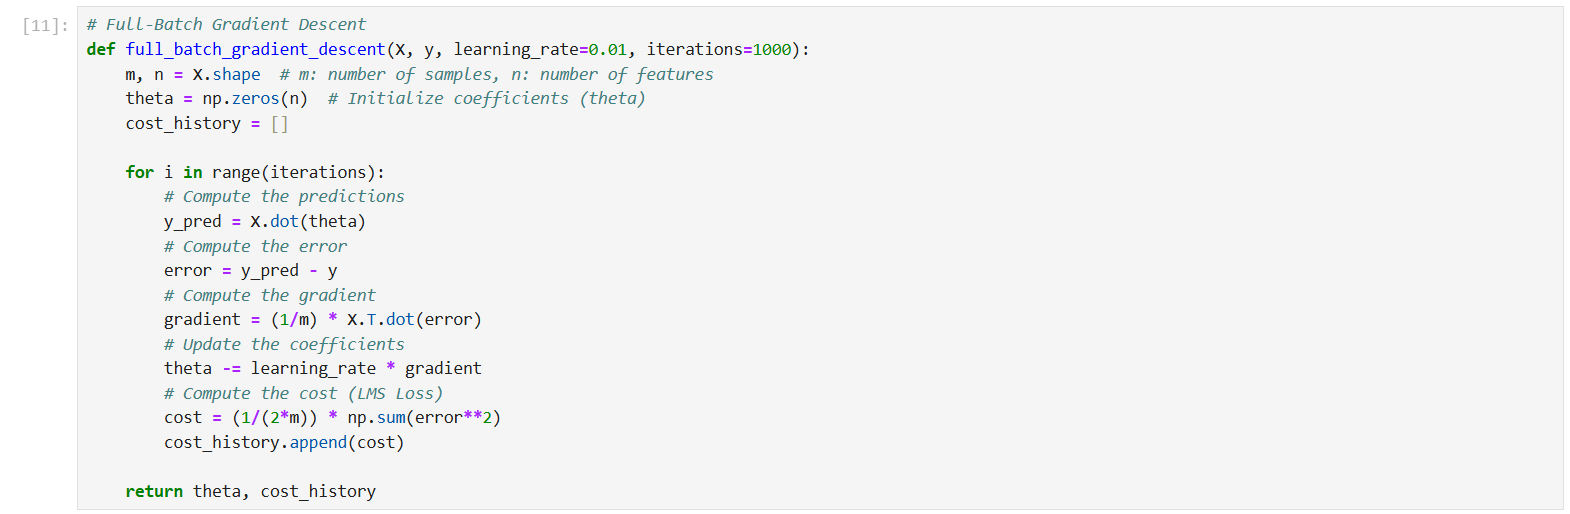 [11]:
# Full-Batch Gradient Descent
def full_batch_gradient_descent(X, y, learning_rate=0.01, iterations=1000):
    m, n = X.shape  # m: number of samples, n: number of features
    theta = np.zeros(n)  # Initialize coefficients (theta)
    cost_history = []

    for i in range(iterations):
        # Compute the predictions
        y_pred = X.dot(theta)
        # Compute the error
        error = y_pred - y
        # Compute the gradient
        gradient = (1/m) * X.T.dot(error)
        # Update the coefficients
        theta -= learning_rate * gradient
        # Compute the cost (LMS Loss)
        cost = (1/(2*m)) * np.sum(error**2)
        cost_history.append(cost)

    return theta, cost_history